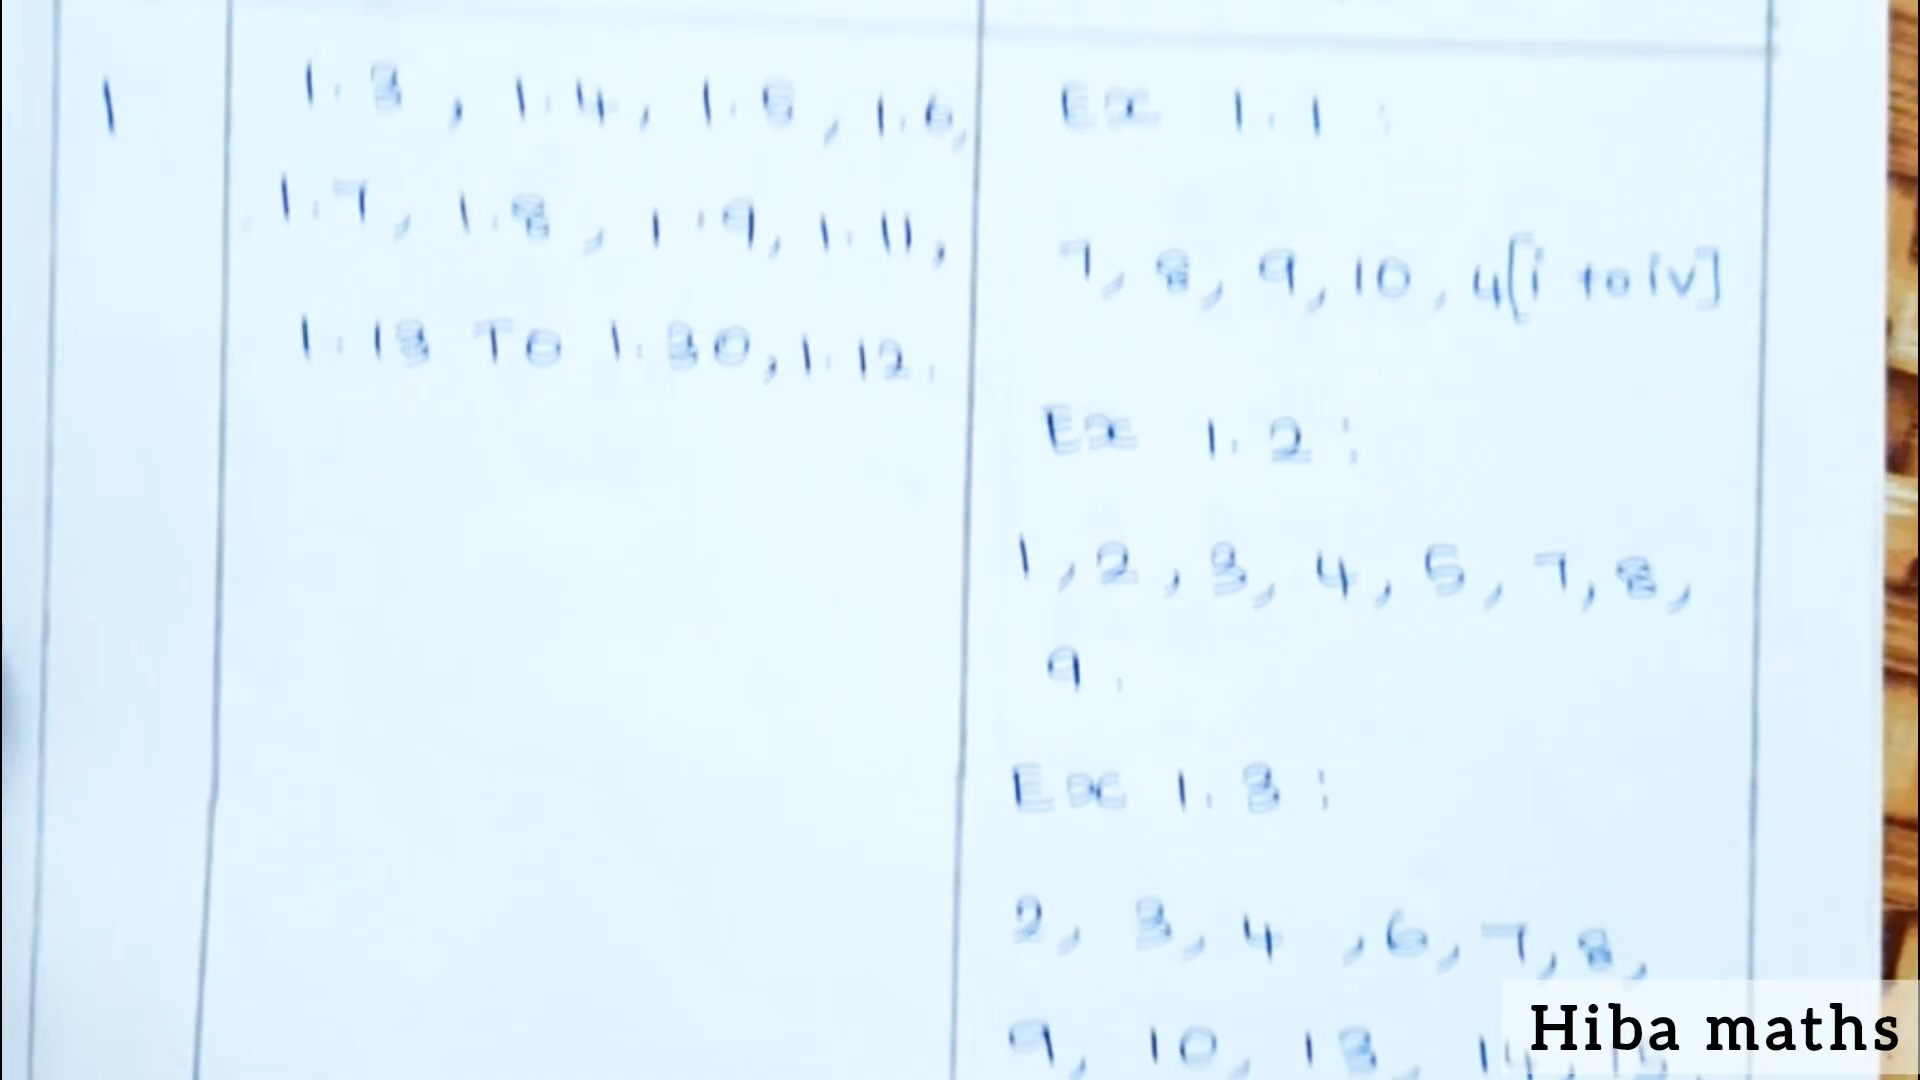 1
1.3, 1.4, 1.5, 1.6,
1.7, 1.8, 1.9, 1.11,
1.13 TO 1.30, 1.12.
Ex 1.1:
7, 8, 9, 10, 4[i to iv]
Ex 1.2:
1, 2, 3, 4, 5, 7, 8,
9.
Ex 1.3:
2, 3, 4, 6, 7, 8,
9, 10, 13, 14,
Hiba maths